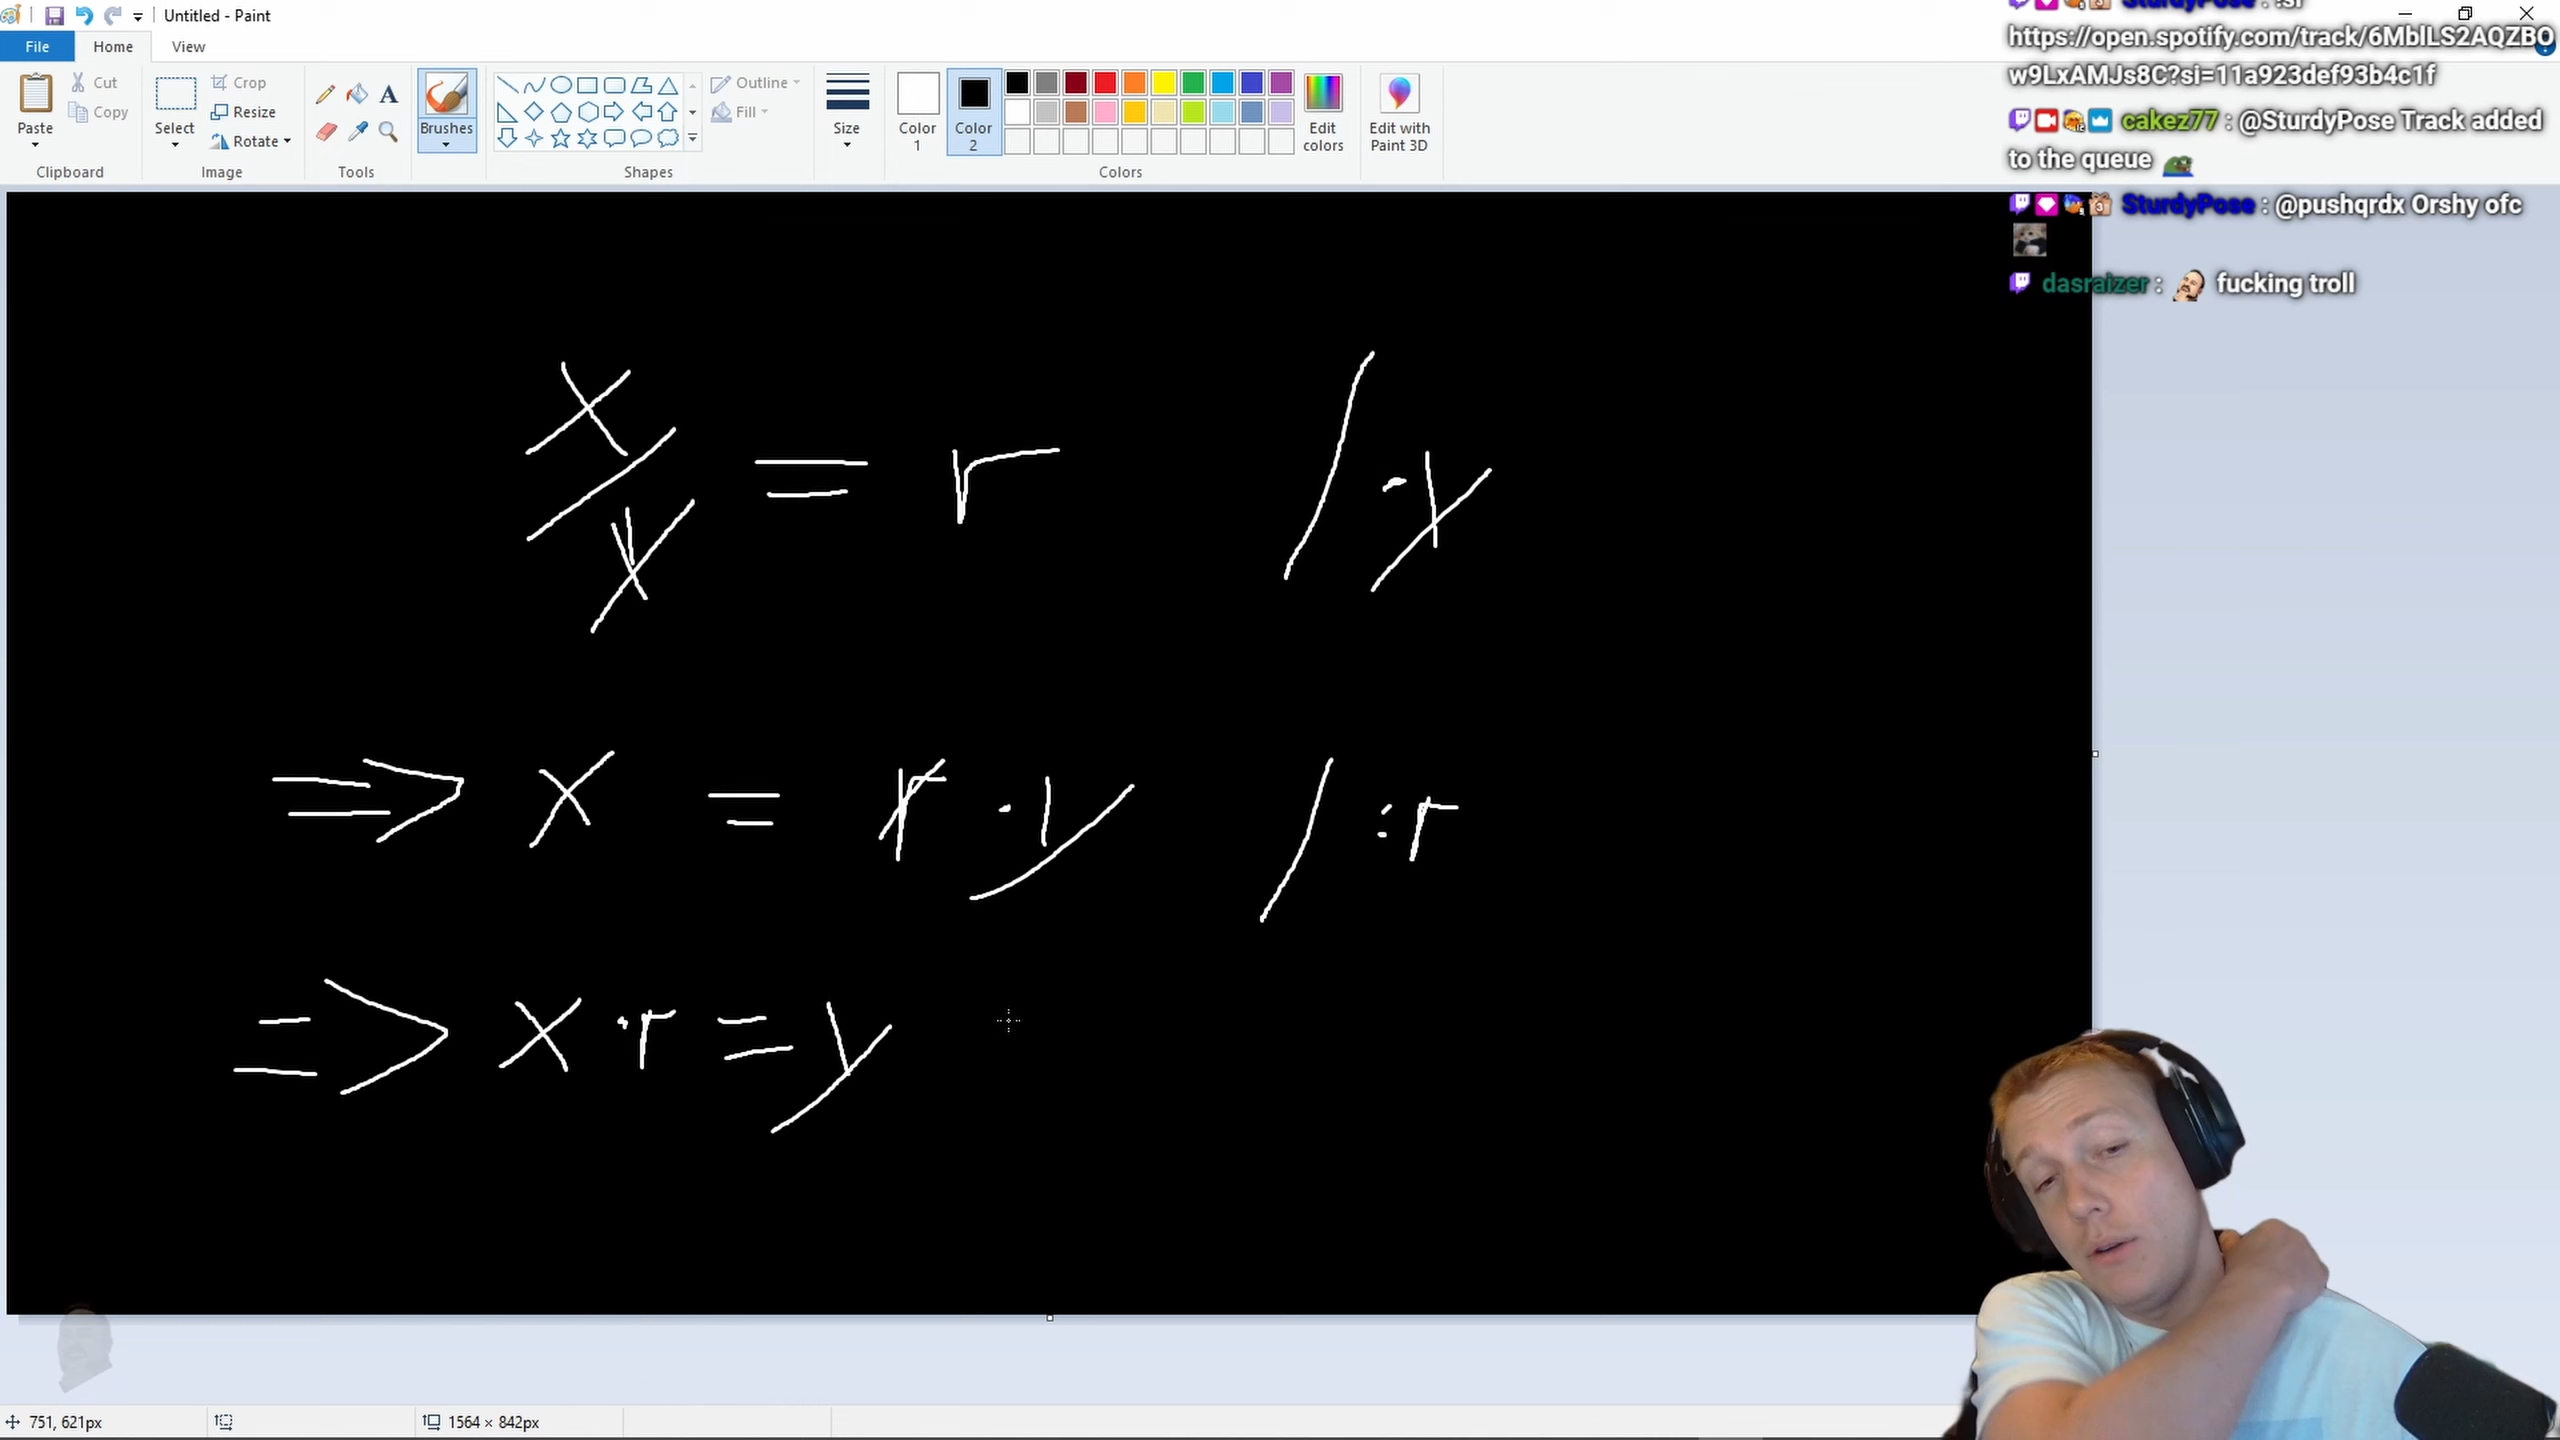 Untitled - Paint
File Home View
Paste
Cut
Copy
Clipboard
Select
Crop
Resize
Rotate
Image
Tools
Brushes
Outline
Fill
Shapes
Size
Color 1
Color 2
Edit colors
Edit with Paint 3D
Colors
SturdyPose : !sr
https://open.spotify.com/track/6MblLS2AQZBO
w9LxAMJs8C?si=11a923def93b4c1f
cakez77 : @SturdyPose Track added
to the queue
SturdyPose : @pushqrdx Orshy ofc
dasraizer : fucking troll
x/y = r / · y
=> x = r · y / : r
=> x · r = y
751, 621px
1564 × 842px